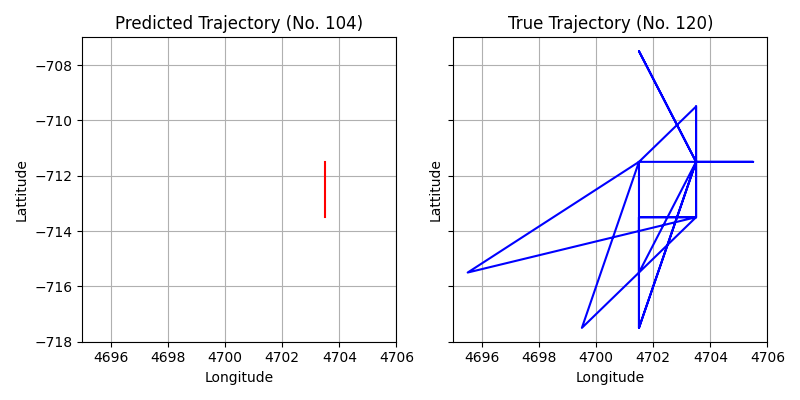 Predicted Trajectory (No. 104)
−708
−710
−712
−714
−716
−718
4696 4698 4700 4702 4704 4706
Longitude
Lattitude
True Trajectory (No. 120)
4696 4698 4700 4702 4704 4706
Longitude
Lattitude